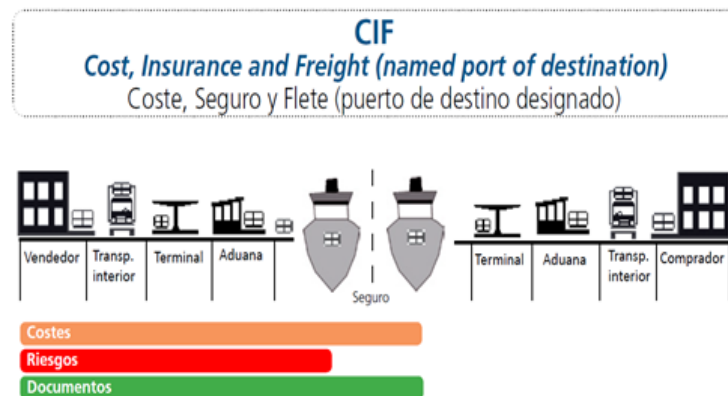 CIF
Cost, Insurance and Freight (named port of destination)
Coste, Seguro y Flete (puerto de destino designado)
Vendedor
Transp.
interior
Terminal
Aduana
Seguro
Terminal
Aduana
Transp.
interior
Comprador
Costes
Riesgos
Documentos